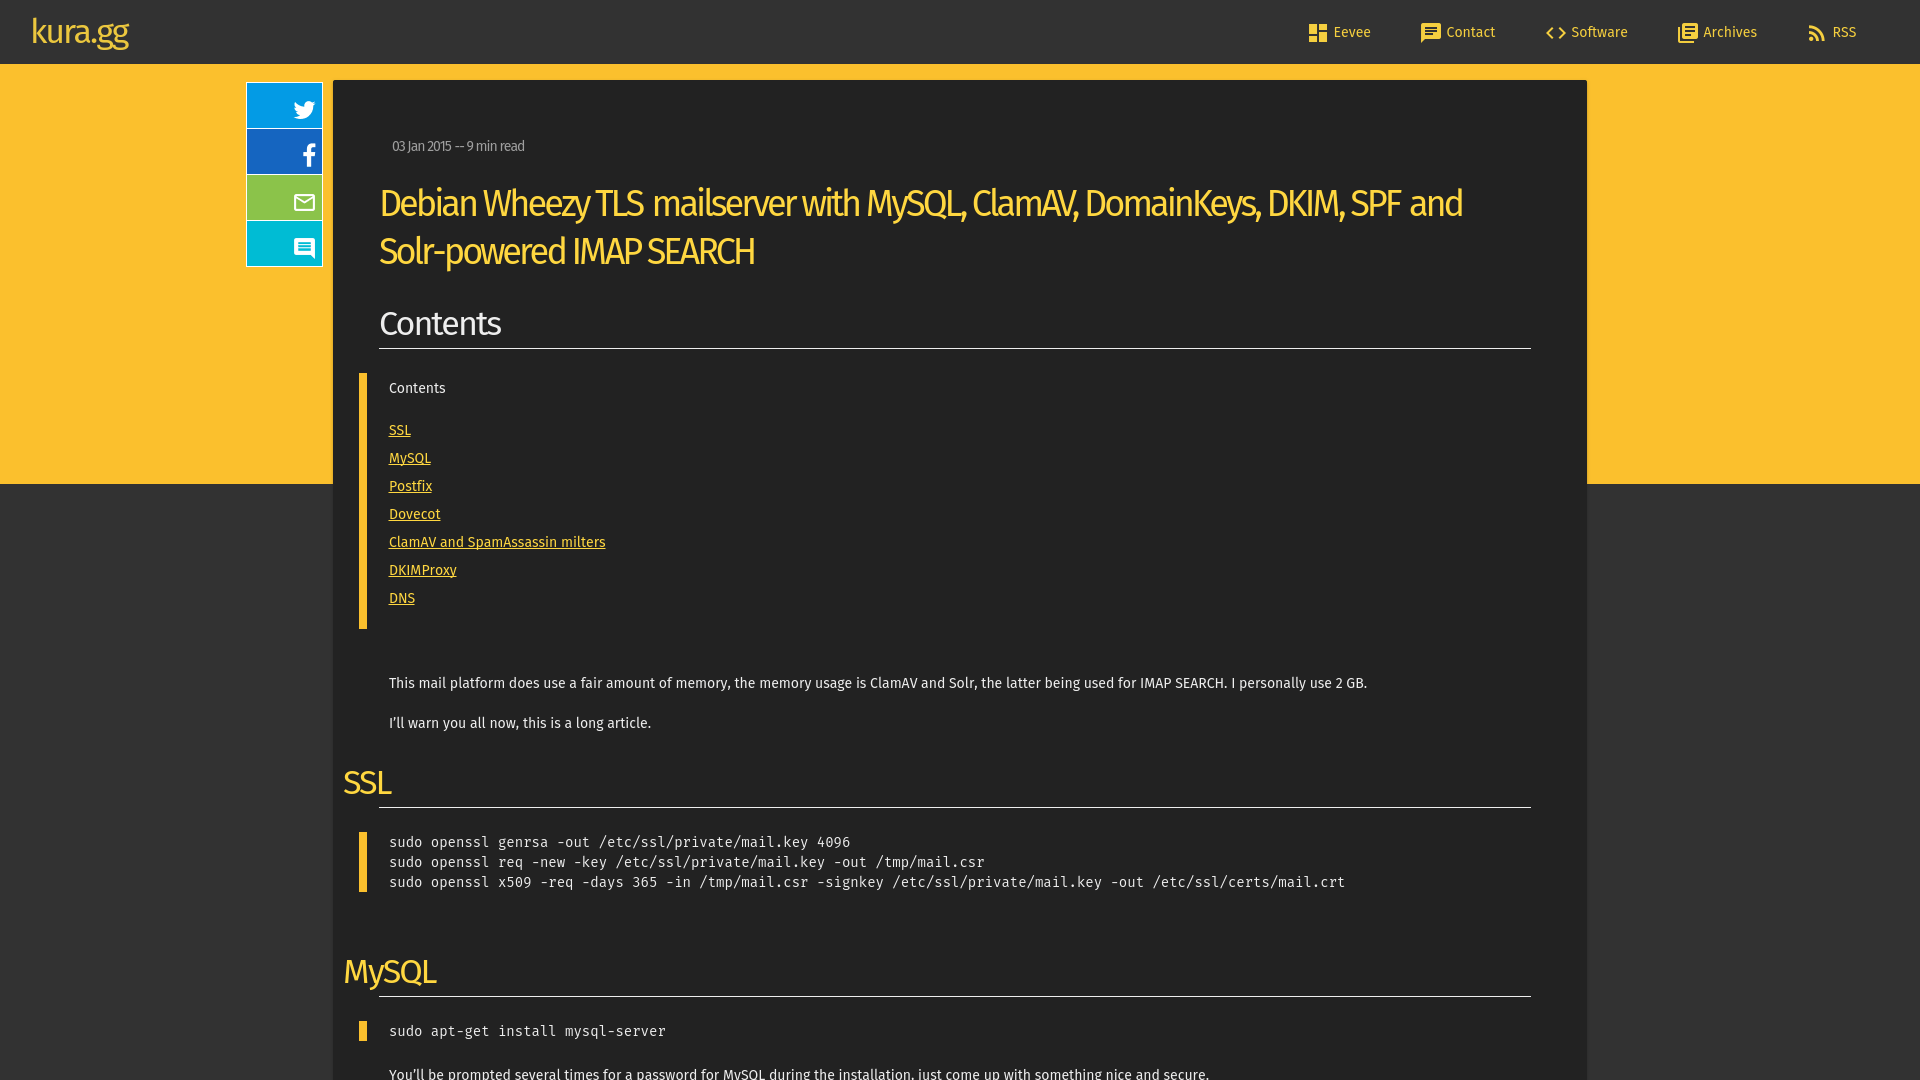 kura.gg
Eevee
Contact
Software
Archives
RSS
03 Jan 2015 -- 9 min read
Debian Wheezy TLS mailserver with MySQL, ClamAV, DomainKeys, DKIM, SPF and
Solr-powered IMAP SEARCH
Contents
Contents
SSL
MySQL
Postfix
Dovecot
ClamAV and SpamAssassin milters
DKIMProxy
DNS
This mail platform does use a fair amount of memory, the memory usage is ClamAV and Solr, the latter being used for IMAP SEARCH. I personally use 2 GB.
I’ll warn you all now, this is a long article.
SSL
sudo openssl genrsa -out /etc/ssl/private/mail.key 4096
sudo openssl req -new -key /etc/ssl/private/mail.key -out /tmp/mail.csr
sudo openssl x509 -req -days 365 -in /tmp/mail.csr -signkey /etc/ssl/private/mail.key -out /etc/ssl/certs/mail.crt
MySQL
sudo apt-get install mysql-server
You’ll be prompted several times for a password for MySQL during the installation, just come up with something nice and secure.